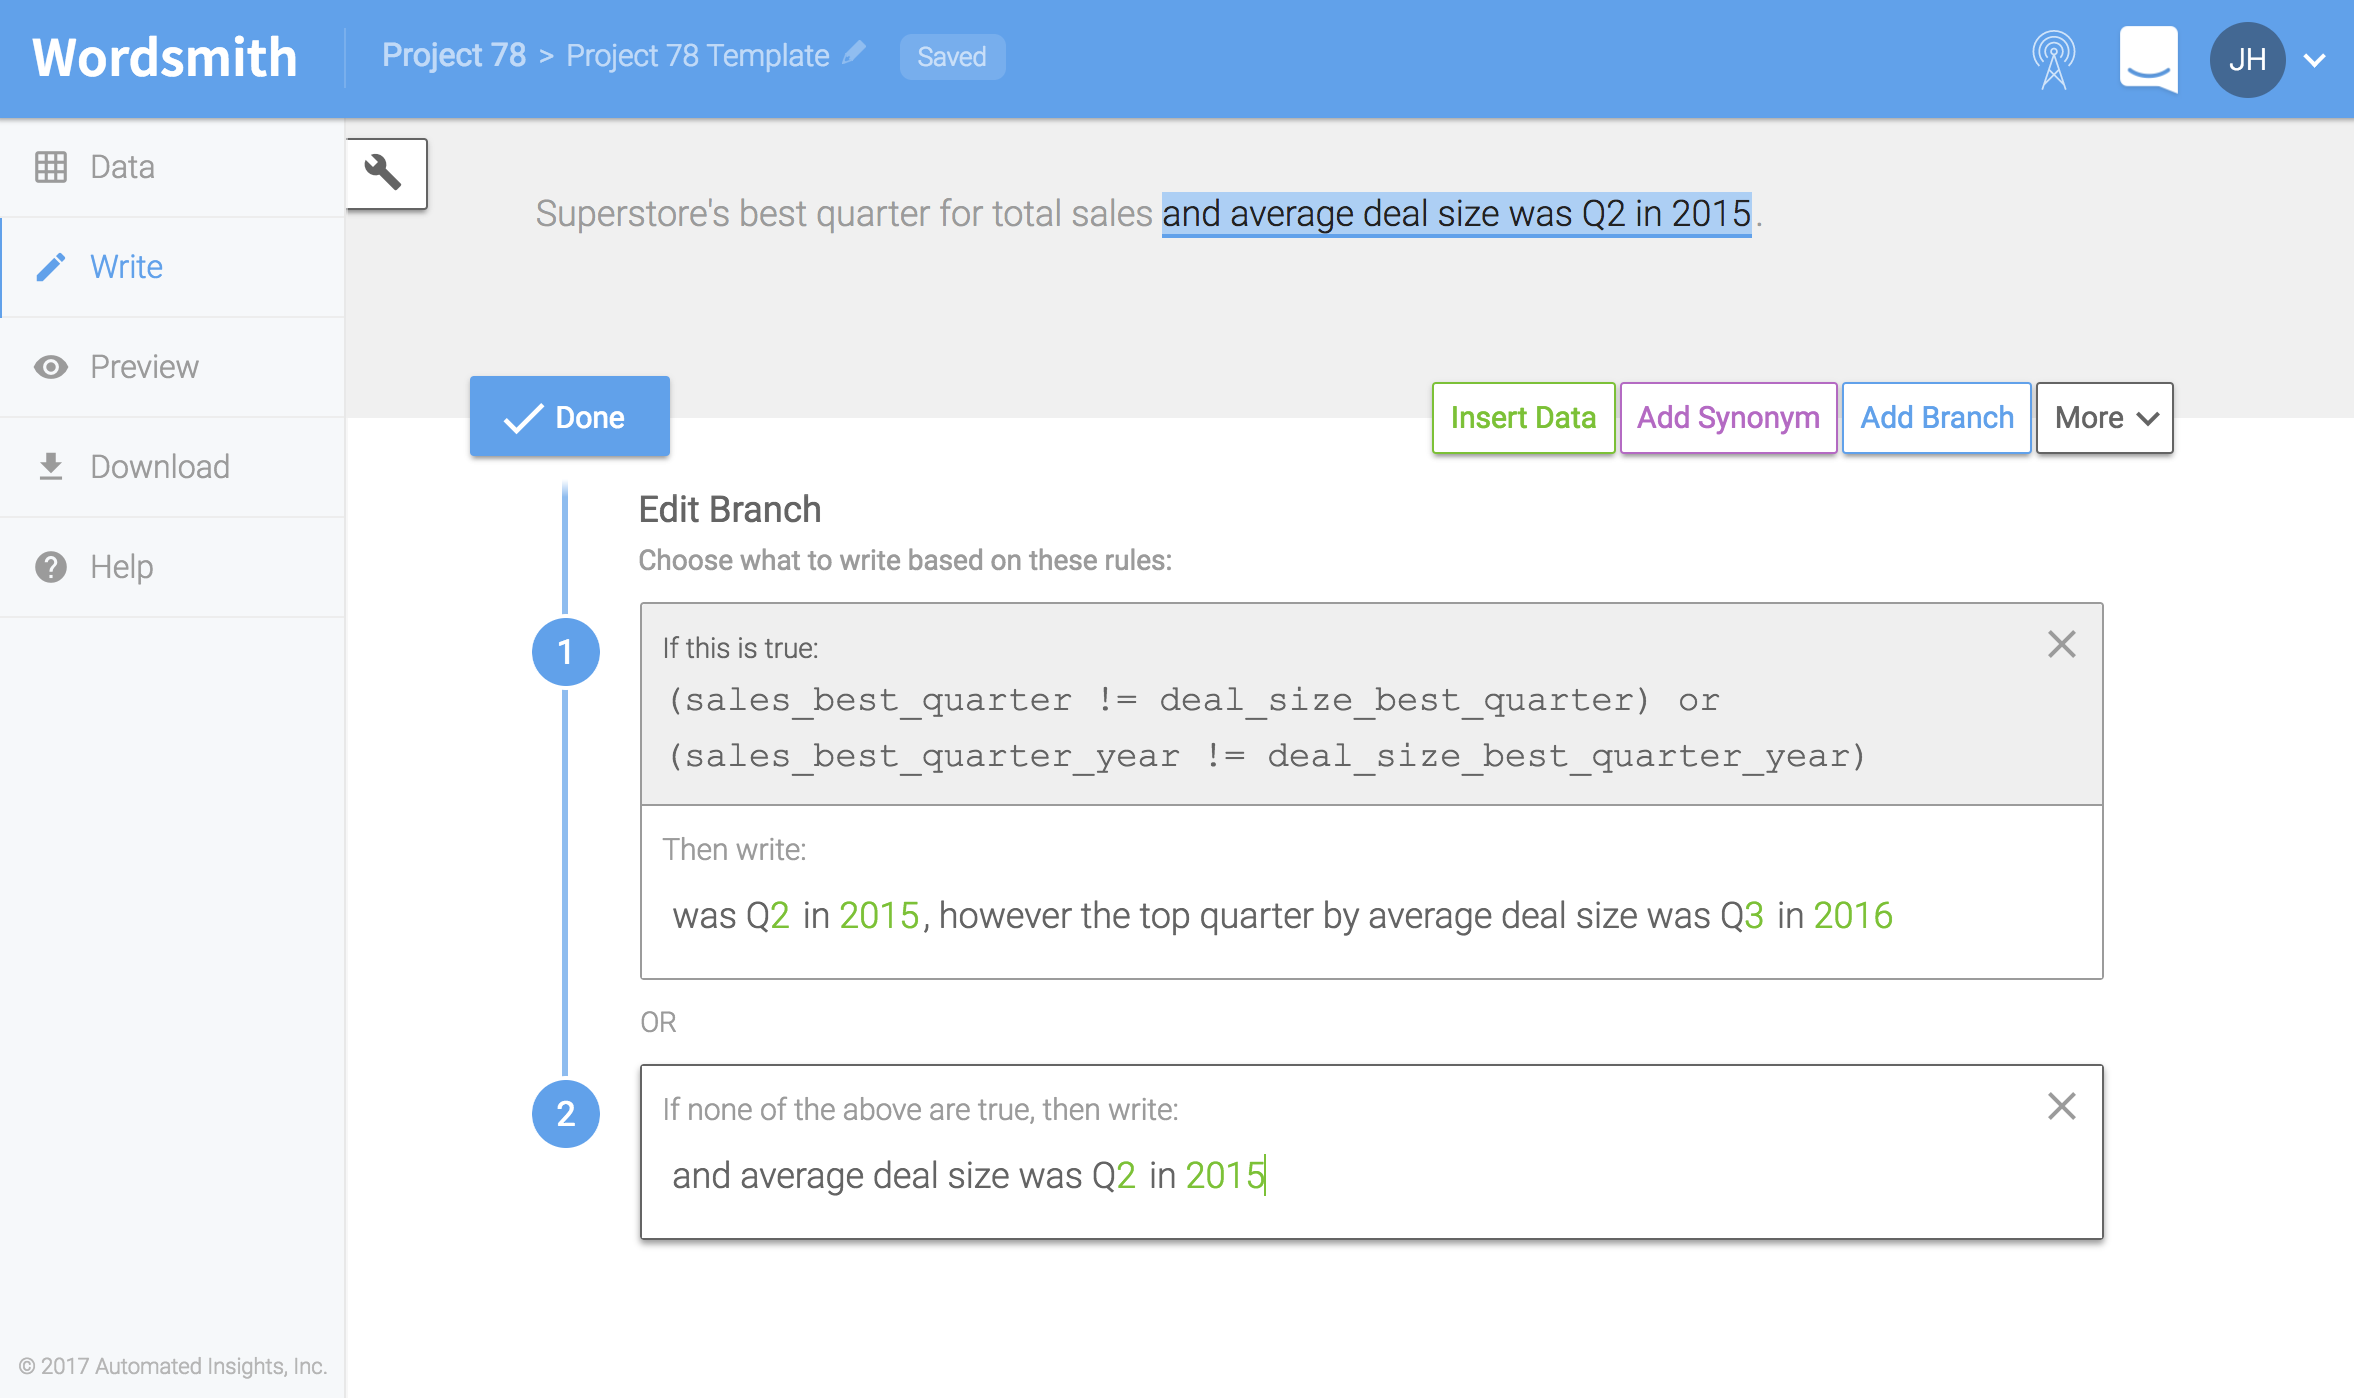 Wordsmith
Project 78 > Project 78 Template
Saved
JH
Data
Write
Preview
Download
Help
© 2017 Automated Insights, Inc.
Superstore's best quarter for total sales and average deal size was Q2 in 2015.
Done
Insert Data
Add Synonym
Add Branch
More
Edit Branch
Choose what to write based on these rules:
1
If this is true:
(sales_best_quarter != deal_size_best_quarter) or
(sales_best_quarter_year != deal_size_best_quarter_year)
Then write:
was Q2 in 2015, however the top quarter by average deal size was Q3 in 2016
OR
2
If none of the above are true, then write:
and average deal size was Q2 in 2015